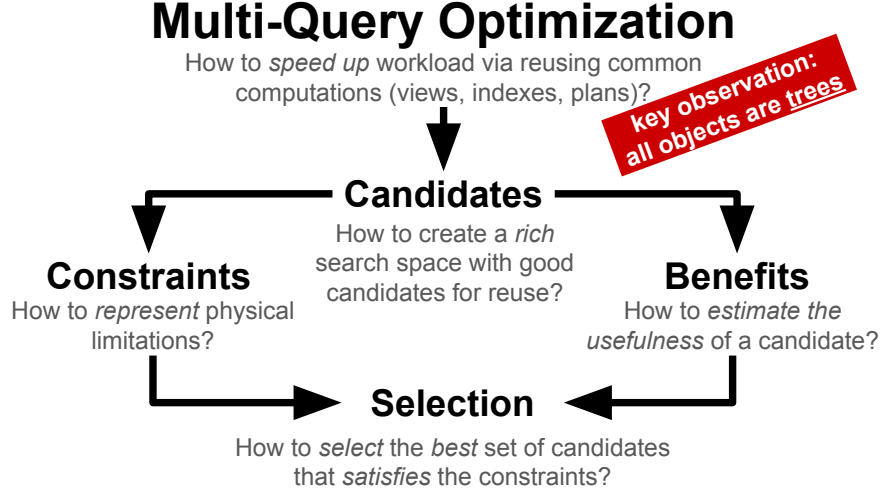 Multi-Query Optimization
How to speed up workload via reusing common
computations (views, indexes, plans)?
key observation:
all objects are trees
Candidates
How to create a rich
search space with good
candidates for reuse?
Constraints
How to represent physical
limitations?
Benefits
How to estimate the
usefulness of a candidate?
Selection
How to select the best set of candidates
that satisfies the constraints?